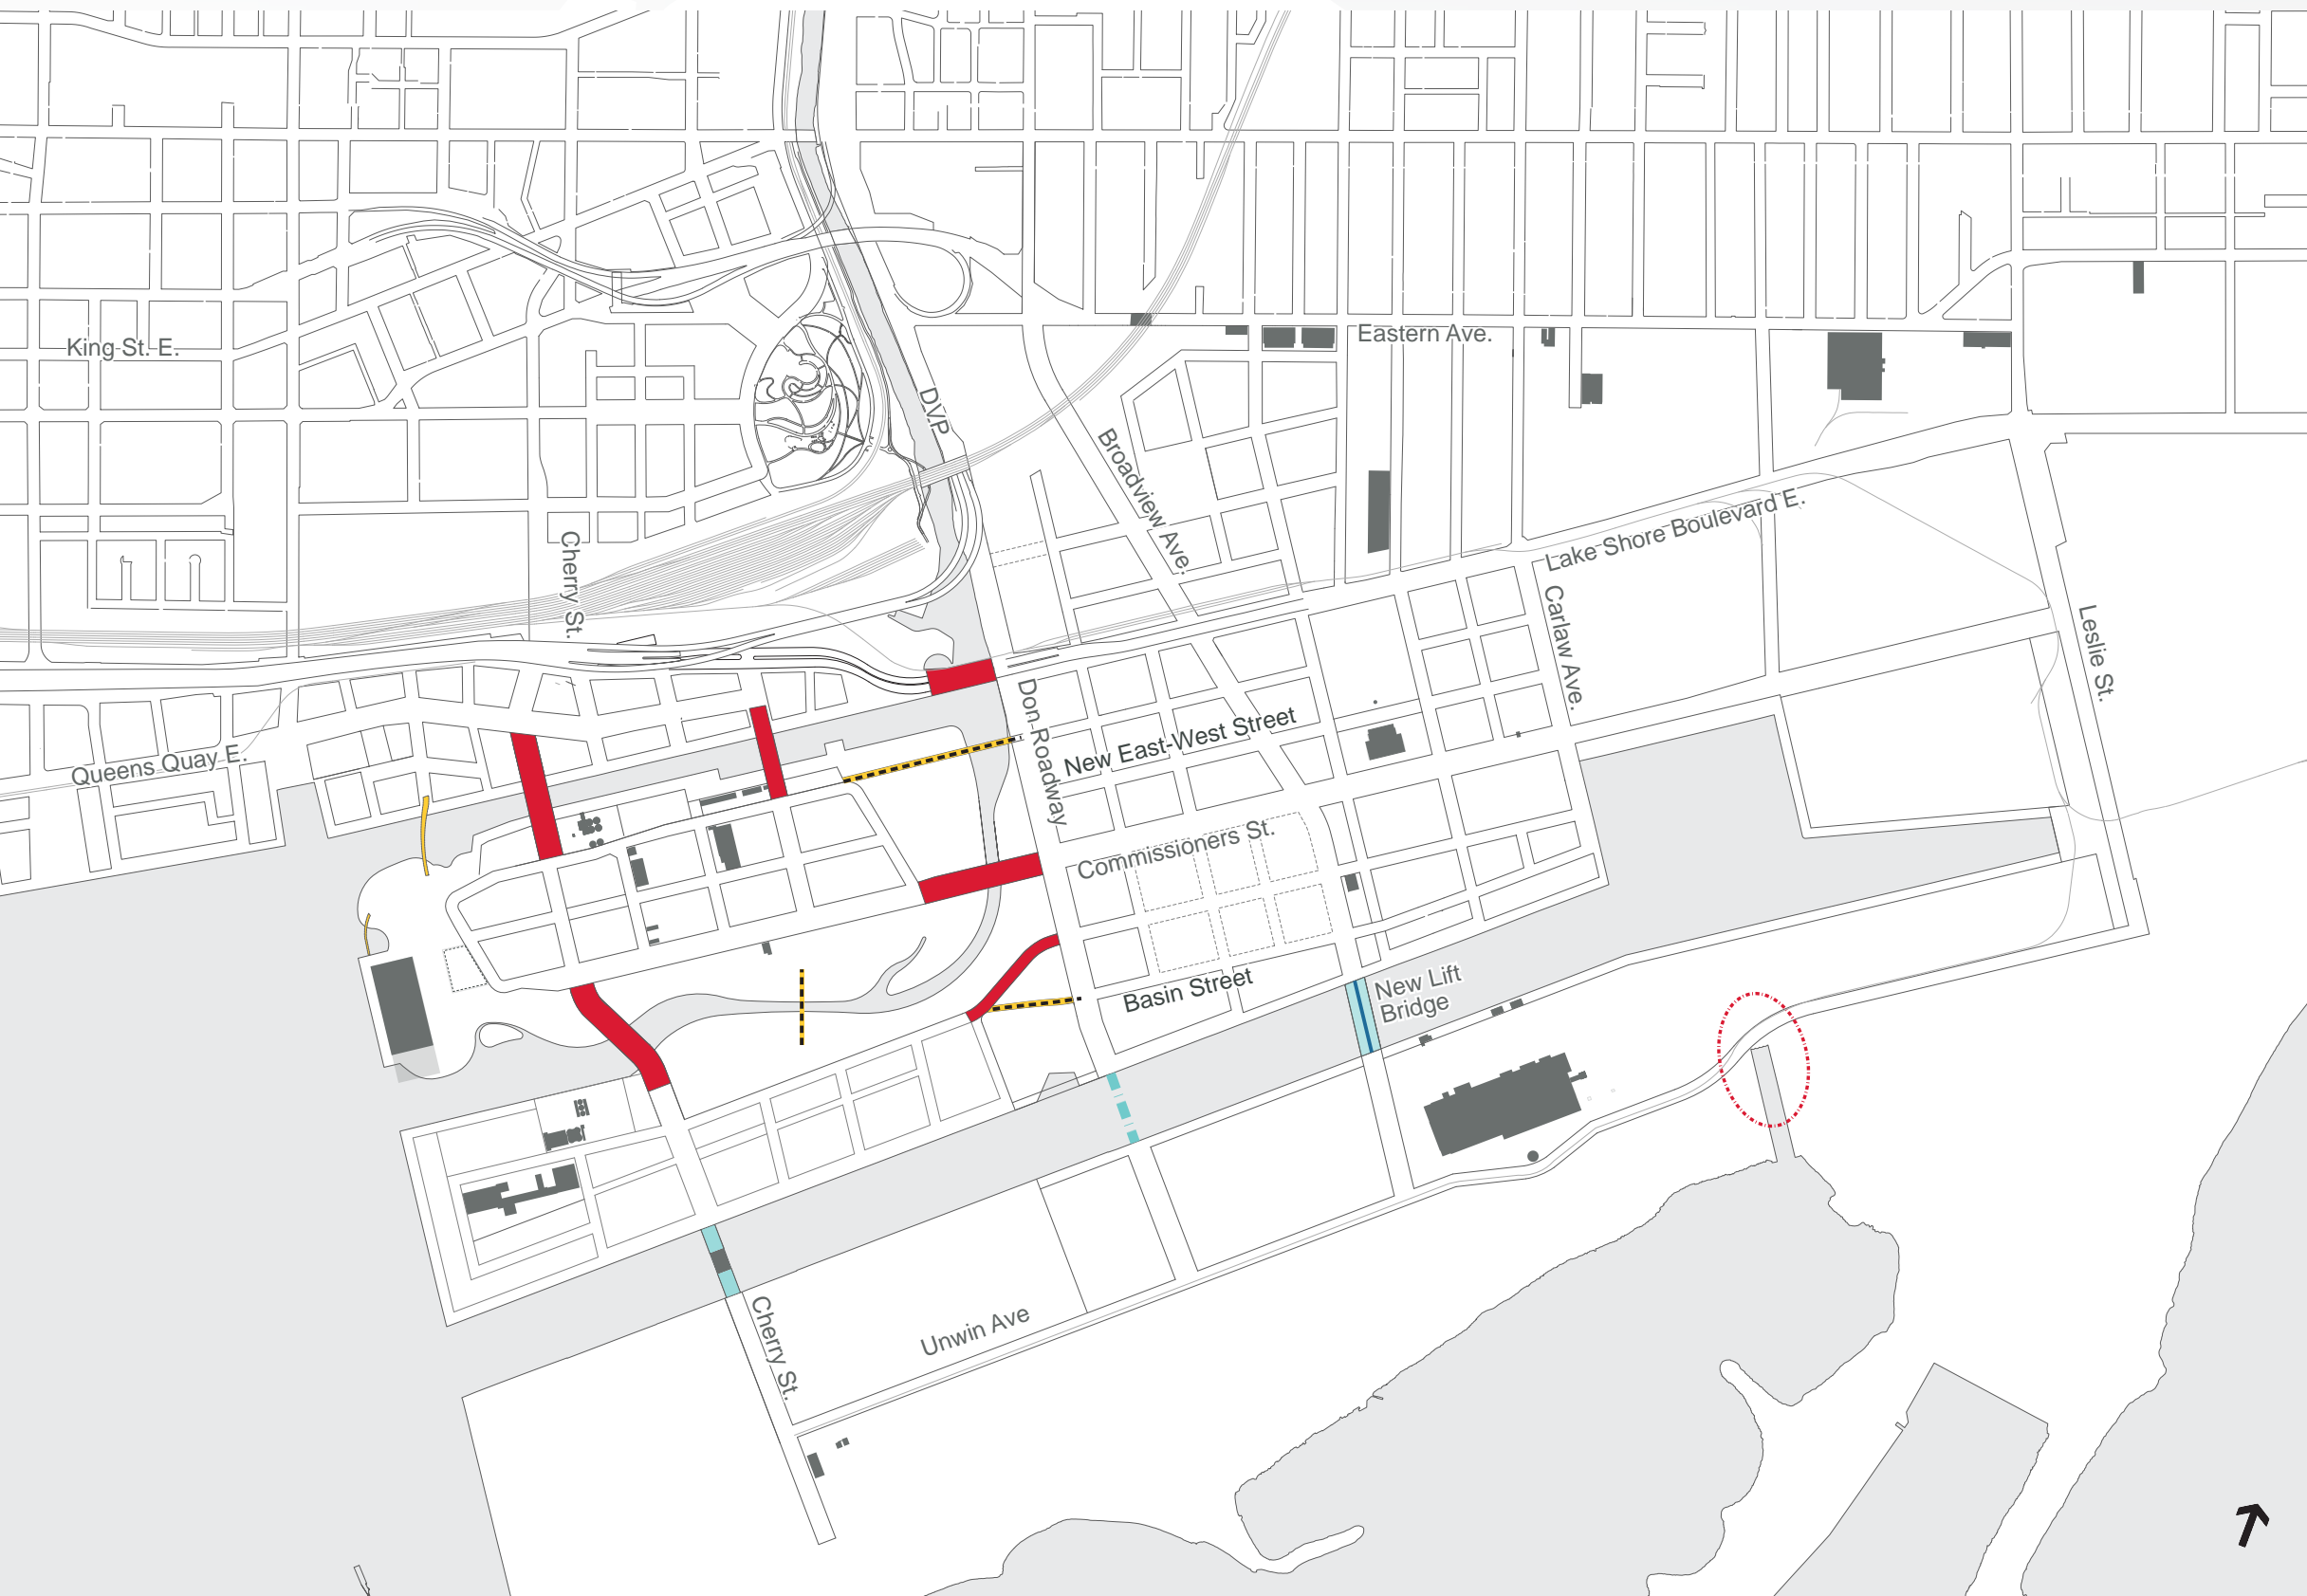 King St. E.
Eastern Ave.
DVP
Broadview Ave.
Lake Shore Boulevard E.
Cherry St.
Carlaw Ave.
Leslie St.
Don Roadway
New East-West Street
Queens Quay E.
Commissioners St.
Basin Street
New Lift
Bridge
Cherry St.
Unwin Ave